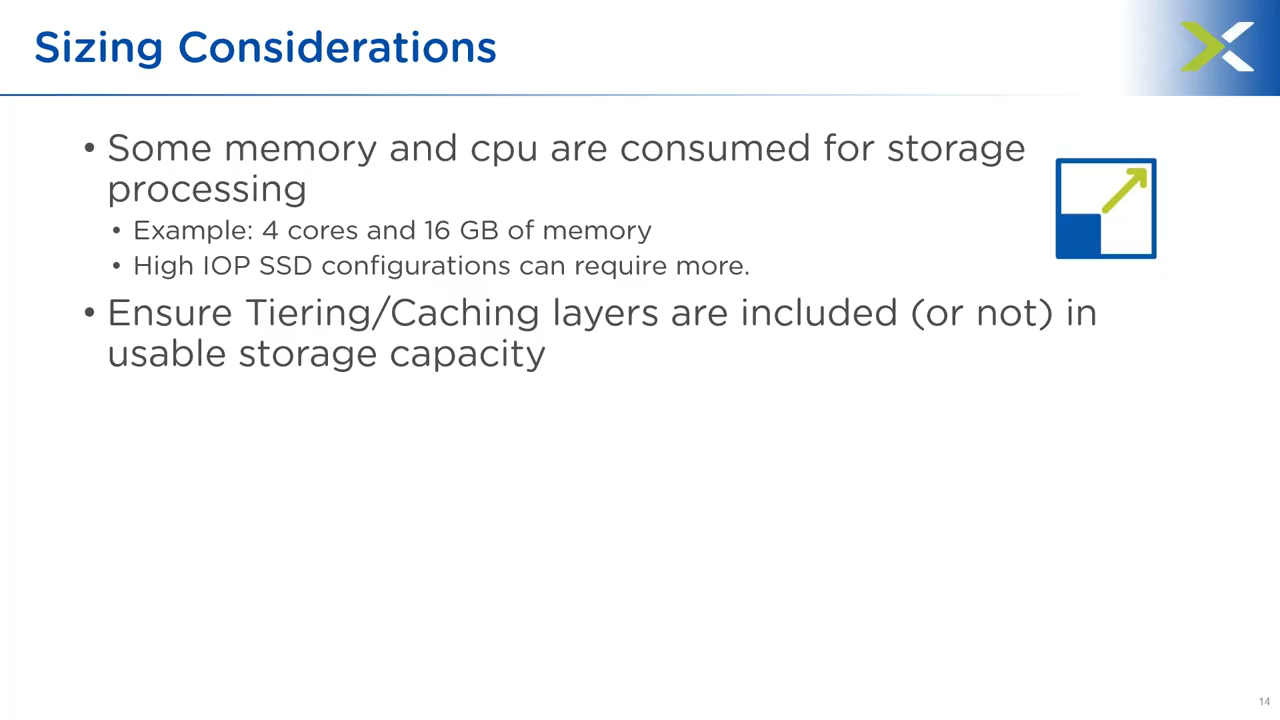 Sizing Considerations
• Some memory and cpu are consumed for storage
processing
• Example: 4 cores and 16 GB of memory
• High IOP SSD configurations can require more.
• Ensure Tiering/Caching layers are included (or not) in
usable storage capacity
14